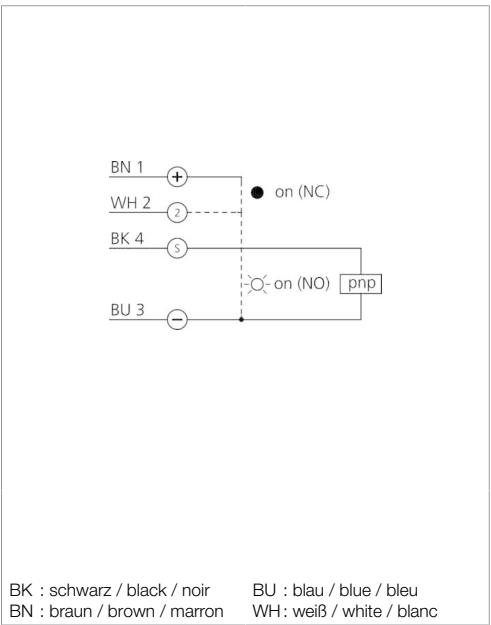 BN 1 +
on (NC)
WH 2 2
BK 4 S
on (NO) pnp
BU 3 −
BK : schwarz / black / noir BU : blau / blue / bleu
BN : braun / brown / marron WH : weiß / white / blanc